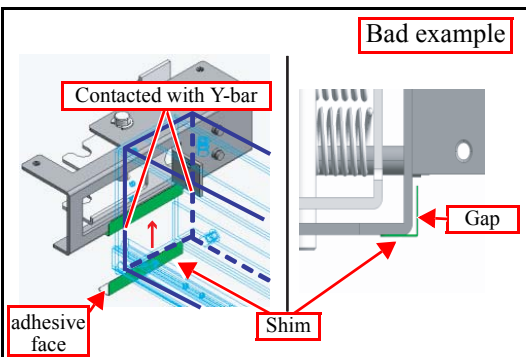 Bad example
Contacted with Y-bar
Gap
adhesive
face
Shim